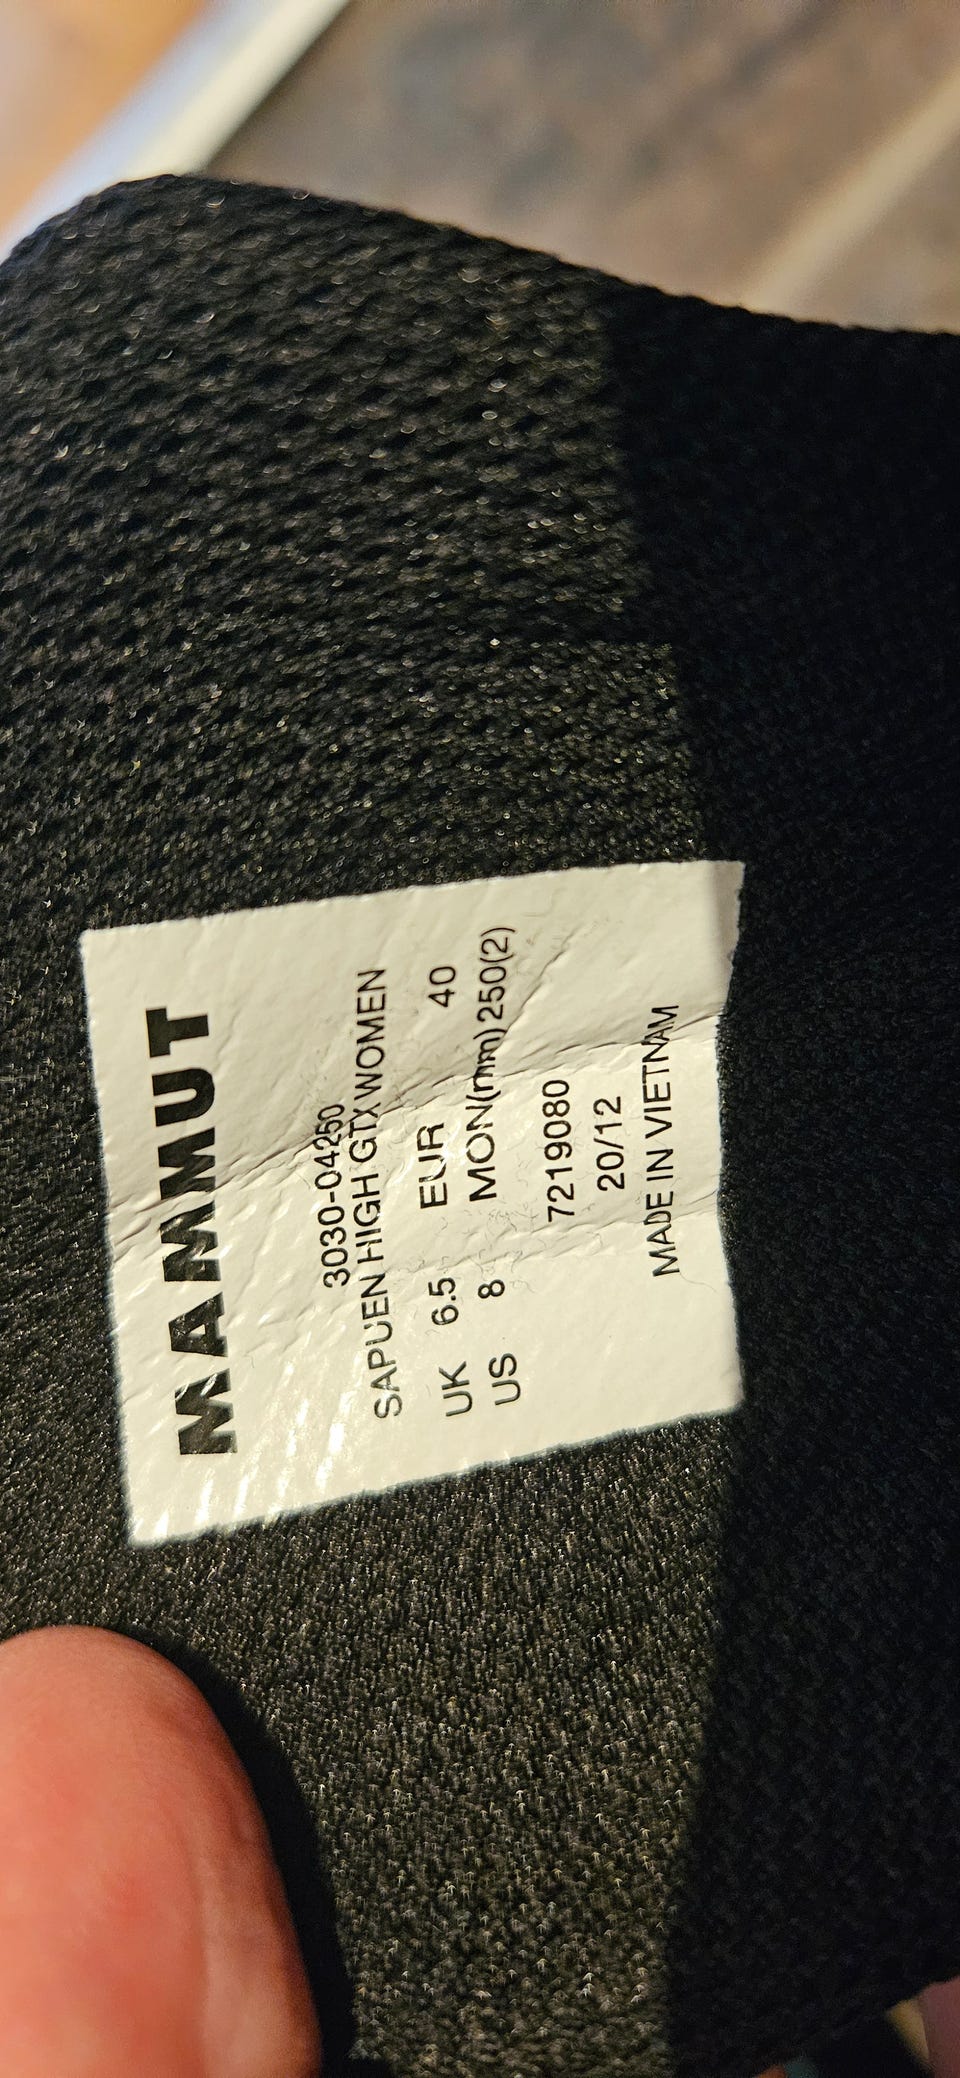 MAMMUT
3030-04250
SAPUEN HIGH GTX WOMEN
UK 6.5 EUR 40
US 8 MON(mm) 250(2)
7219080
20/12
MADE IN VIETNAM